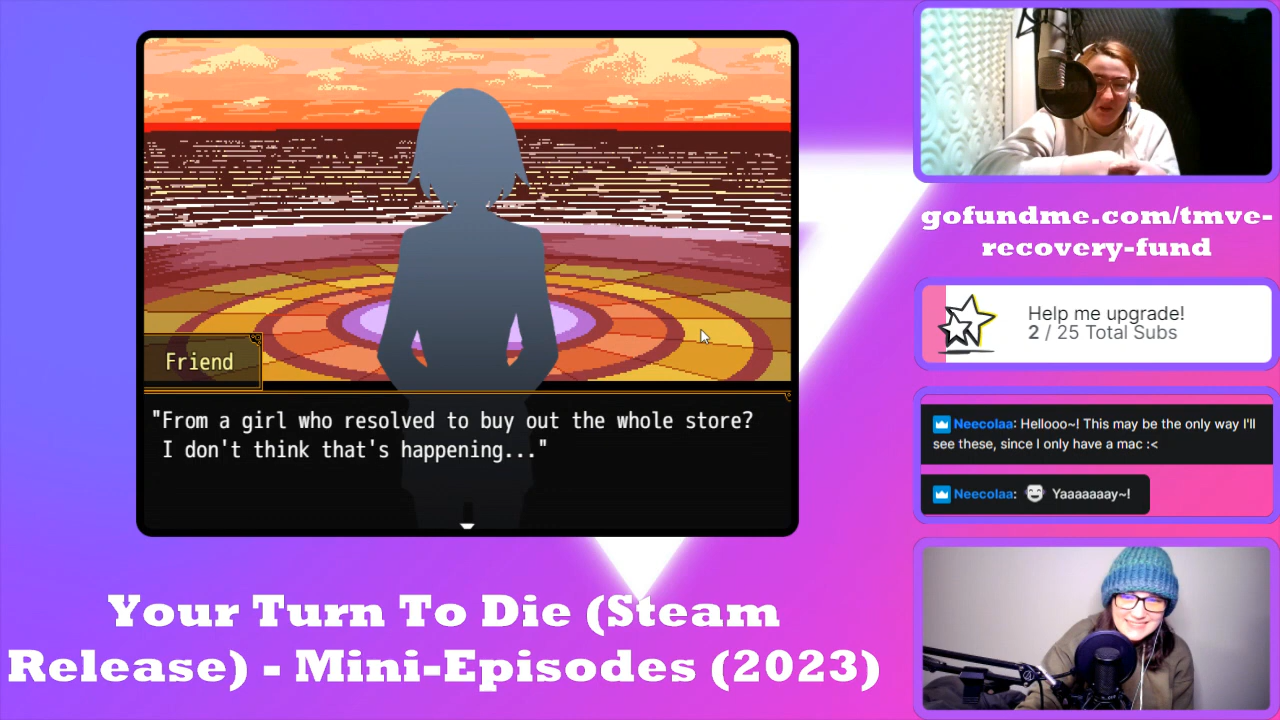 Friend
"From a girl who resolved to buy out the whole store?
I don't think that's happening..."
Your Turn To Die (Steam
Release) - Mini-Episodes (2023)
gofundme.com/tmve-
recovery-fund
Help me upgrade!
2 / 25 Total Subs
Neecolaa: Hellooo~! This may be the only way I'll
see these, since I only have a mac :<
Neecolaa: Yaaaaaaay~!